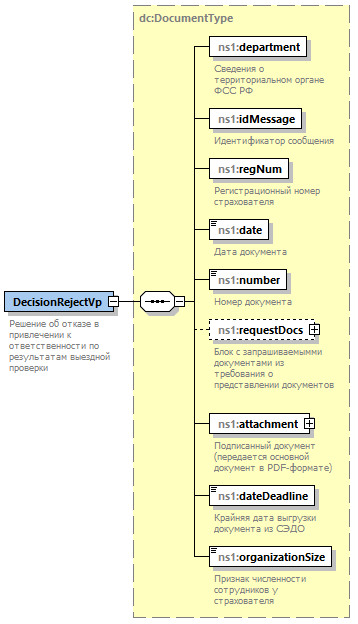 dc:DocumentType
ns1:department
Сведения о
территориальном органе
ФСС РФ
ns1:idMessage
Идентификатор сообщения
ns1:regNum
Регистрационный номер
страхователя
ns1:date
Дата документа
ns1:number
Номер документа
DecisionRejectVp
Решение об отказе в
привлечении к
ответственности по
результатам выездной
проверки
ns1:requestDocs
Блок с запрашиваемымми
документами из
требования о
представлении документов
ns1:attachment
Подписанный документ
(передается основной
документ в PDF-формате)
ns1:dateDeadline
Крайняя дата выгрузки
документа из СЭДО
ns1:organizationSize
Признак численности
сотрудников у
страхователя